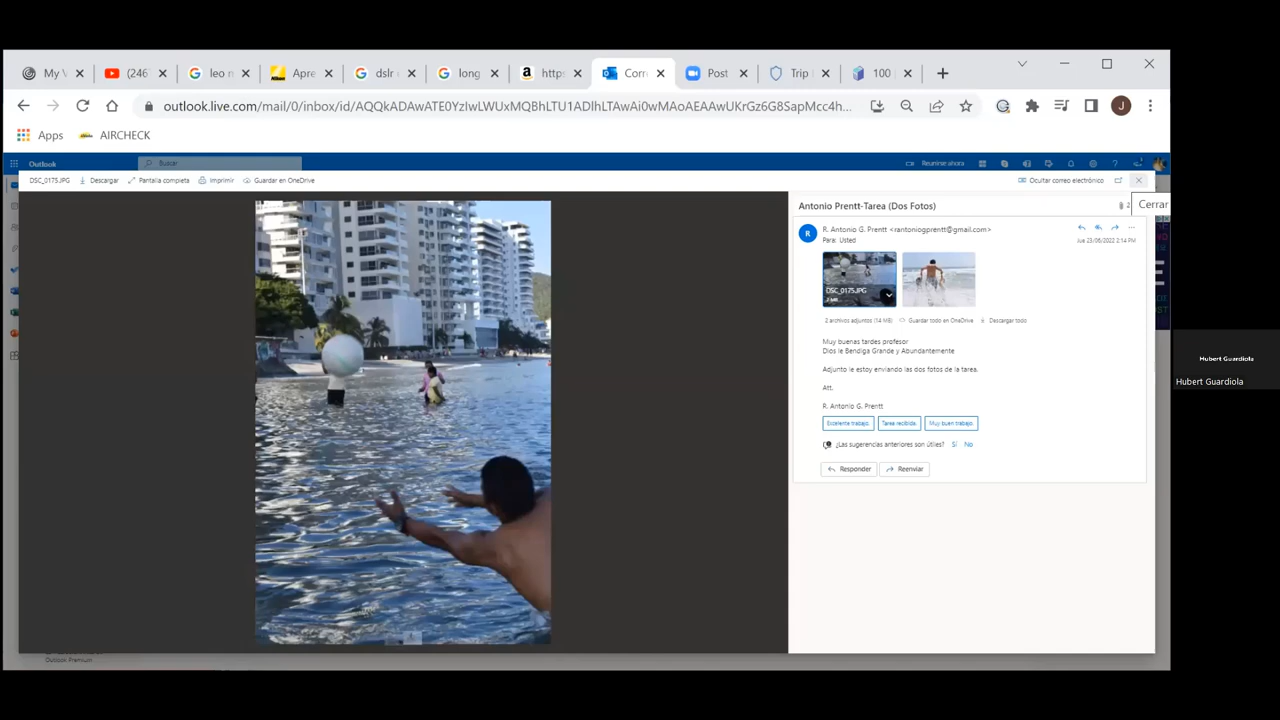 My V
(246
leo n
Apre
dslr
long
https
Corr
Post
Trip
100
outlook.live.com/mail/0/inbox/id/AQQkADAwATE0YzIwLWUxMQBhLTU1ADlhLTAwAi0wMAoAEAAwUKrGz6G8SapMcc4h...
J
Apps
AIRCHECK
Outlook
Buscar
Reunirse ahora
DSC_0175.JPG
Descargar
Pantalla completa
Imprimir
Guardar en OneDrive
Ocultar correo electrónico
Antonio Prentt-Tarea (Dos Fotos)
2
Cerrar
R
R. Antonio G. Prentt <rantoniogprentt@gmail.com>
Para: Usted
Jue 23/06/2022 2:14 PM
DSC_0175.JPG
2 archivos adjuntos (14 MB)
Guardar todo en OneDrive
Descargar todo
Muy buenas tardes profesor
Dios le Bendiga Grande y Abundantemente
Adjunto le estoy enviando las dos fotos de la tarea.
Att.
R. Antonio G. Prentt
Excelente trabajo.
Tarea recibida.
Muy buen trabajo.
¿Las sugerencias anteriores son útiles?
Sí
No
Responder
Reenviar
Outlook Premium
Hubert Guardiola
Hubert Guardiola